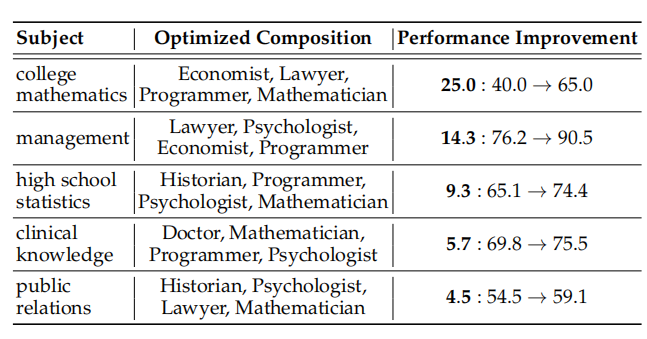 Subject Optimized Composition Performance Improvement
college mathematics Economist, Lawyer, Programmer, Mathematician 25.0 : 40.0 → 65.0
management Lawyer, Psychologist, Economist, Programmer 14.3 : 76.2 → 90.5
high school statistics Historian, Programmer, Psychologist, Mathematician 9.3 : 65.1 → 74.4
clinical knowledge Doctor, Mathematician, Programmer, Psychologist 5.7 : 69.8 → 75.5
public relations Historian, Psychologist, Lawyer, Mathematician 4.5 : 54.5 → 59.1